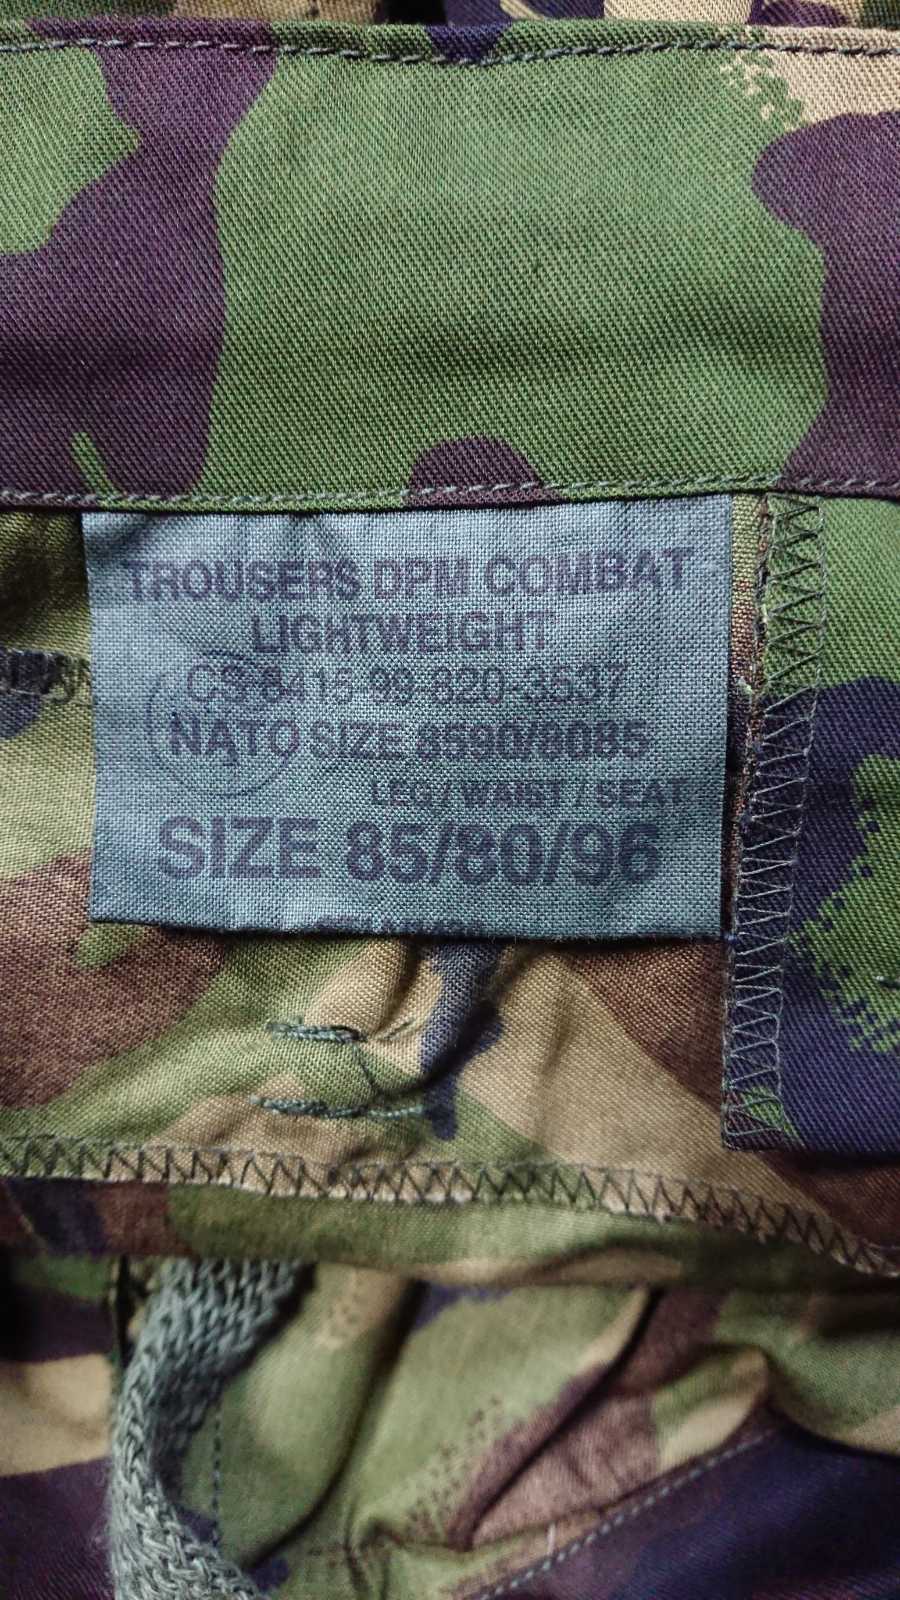 TROUSERS DPM COMBAT
LIGHTWEIGHT
CS 8415-99-820-3537
NATO SIZE 8590/8085
LEG / WAIST / SEAT
SIZE 85/80/96